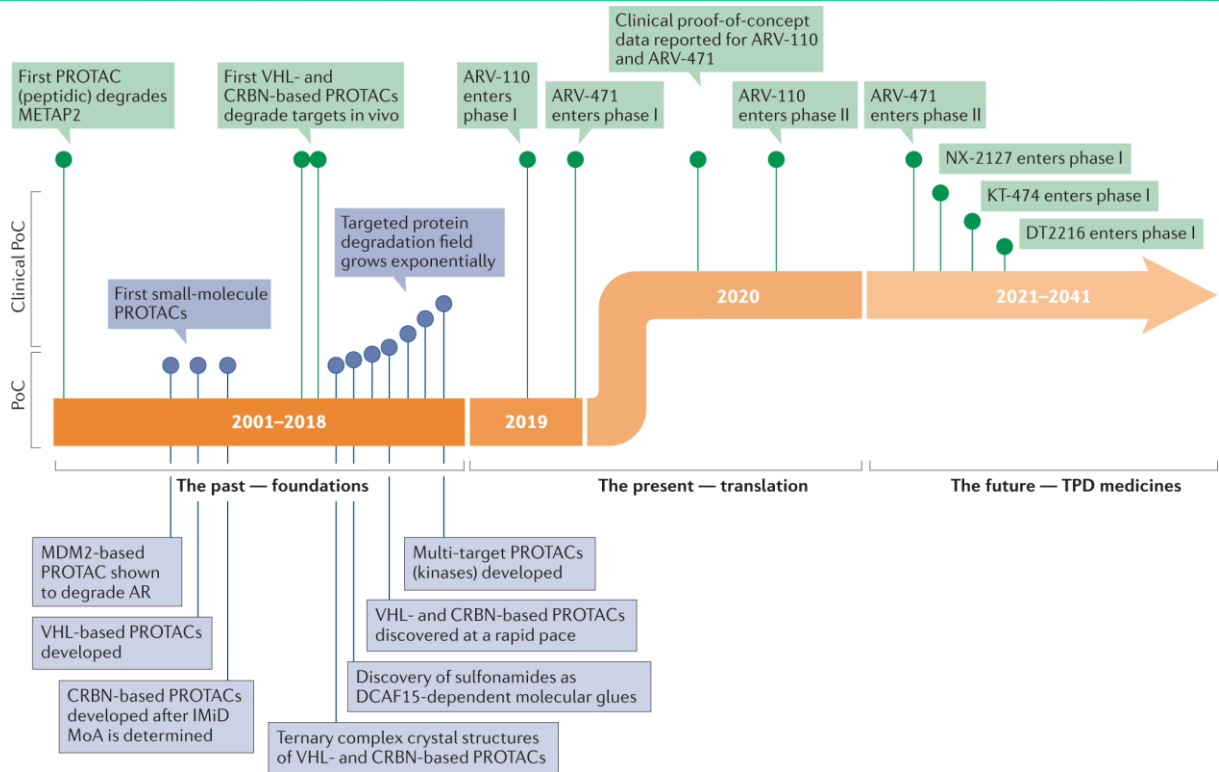 First PROTAC
(peptidic) degrades
METAP2
First VHL- and
CRBN-based PROTACs
degrade targets in vivo
ARV-110
enters
phase I
ARV-471
enters phase I
Clinical proof-of-concept
data reported for ARV-110
and ARV-471
ARV-110
enters phase II
ARV-471
enters phase II
NX-2127 enters phase I
KT-474 enters phase I
DT2216 enters phase I
Clinical PoC
PoC
First small-molecule
PROTACs
Targeted protein
degradation field
grows exponentially
2001–2018
2019
2020
2021–2041
The past — foundations
The present — translation
The future — TPD medicines
MDM2-based
PROTAC shown
to degrade AR
VHL-based PROTACs
developed
CRBN-based PROTACs
developed after IMiD
MoA is determined
Multi-target PROTACs
(kinases) developed
VHL- and CRBN-based PROTACs
discovered at a rapid pace
Discovery of sulfonamides as
DCAF15-dependent molecular glues
Ternary complex crystal structures
of VHL- and CRBN-based PROTACs